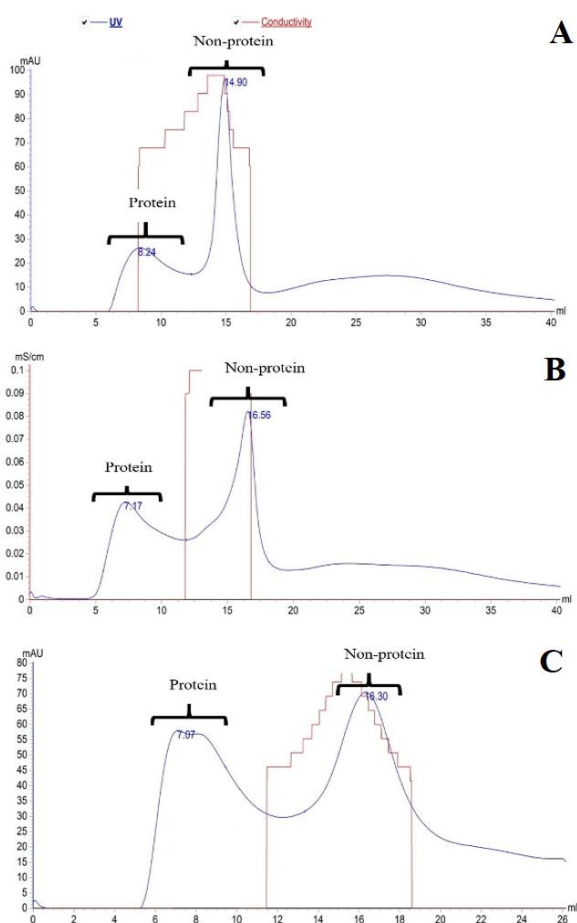 UV Conductivity
A
mAU
Non-protein
14.90
Protein
8.24
100
90
80
70
60
50
40
30
20
10
0
0 5 10 15 20 25 30 35 40 ml
B
mS/cm
Non-protein
16.56
Protein
7.17
0.1
0.09
0.08
0.07
0.06
0.05
0.04
0.03
0.02
0.01
0
0 5 10 15 20 25 30 35 40 ml
C
mAU
Non-protein
16.30
Protein
7.07
80
75
70
65
60
55
50
45
40
35
30
25
20
15
10
5
0
0 2 4 6 8 10 12 14 16 18 20 22 24 26 ml